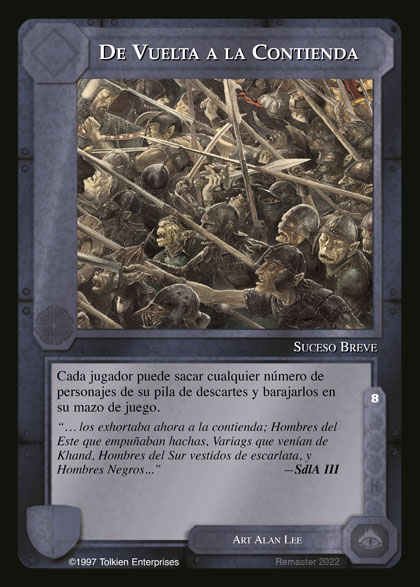 De Vuelta a la Contienda
Suceso Breve
Cada jugador puede sacar cualquier número de
personajes de su pila de descartes y barajarlos en
su mazo de juego.
“… los exhortaba ahora a la contienda; Hombres del
Este que empuñaban hachas, Variags que venían de
Khand, Hombres del Sur vestidos de escarlata, y
Hombres Negros...” —SdlA III
8
H
Art Alan Lee
©1997 Tolkien Enterprises
Remaster 2022